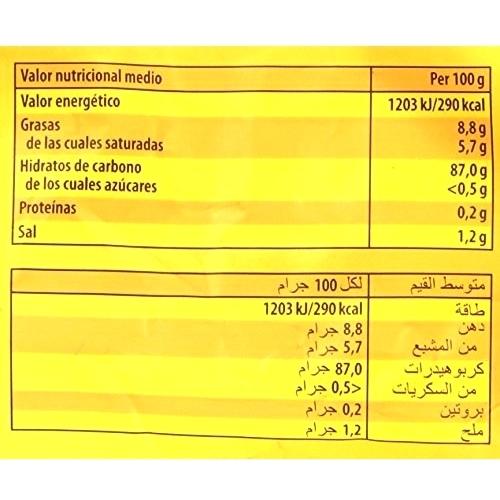 Valor nutricional medio Per 100 g
Valor energético 1203 kJ/290 kcal
Grasas 8,8 g
de las cuales saturadas 5,7 g
Hidratos de carbono 87,0 g
de los cuales azúcares <0,5 g
Proteínas 0,2 g
Sal 1,2 g
متوسط القيم لكل 100 جرام
طاقة 1203 kJ/290 kcal
دهن 8,8 جرام
من المشبع 5,7 جرام
كربوهيدرات 87,0 جرام
من السكريات <0,5 جرام
بروتين 0,2 جرام
ملح 1,2 جرام